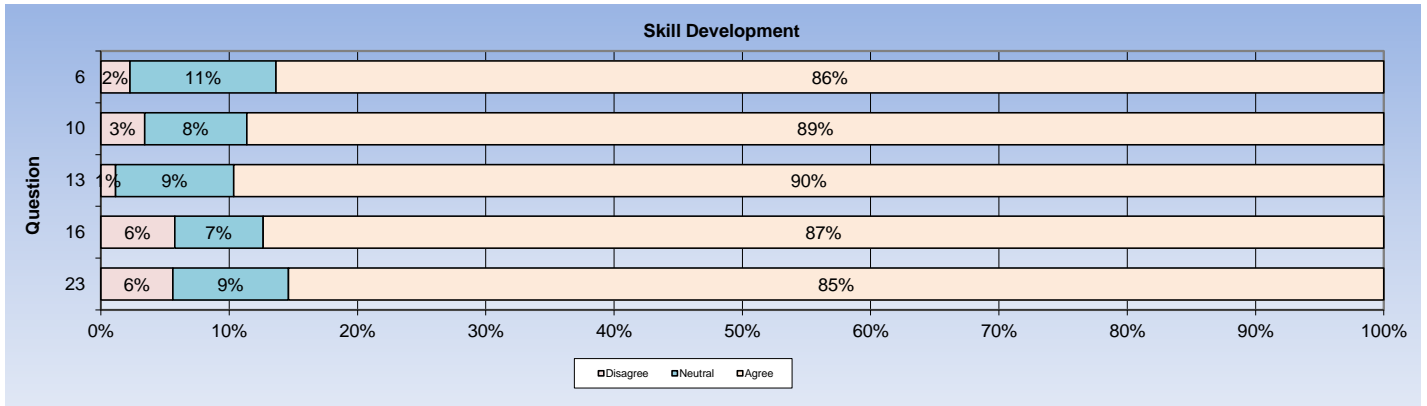 Skill Development
Question
6 2% 11% 86%
10 3% 8% 89%
13 1% 9% 90%
16 6% 7% 87%
23 6% 9% 85%
0% 10% 20% 30% 40% 50% 60% 70% 80% 90% 100%
Disagree Neutral Agree